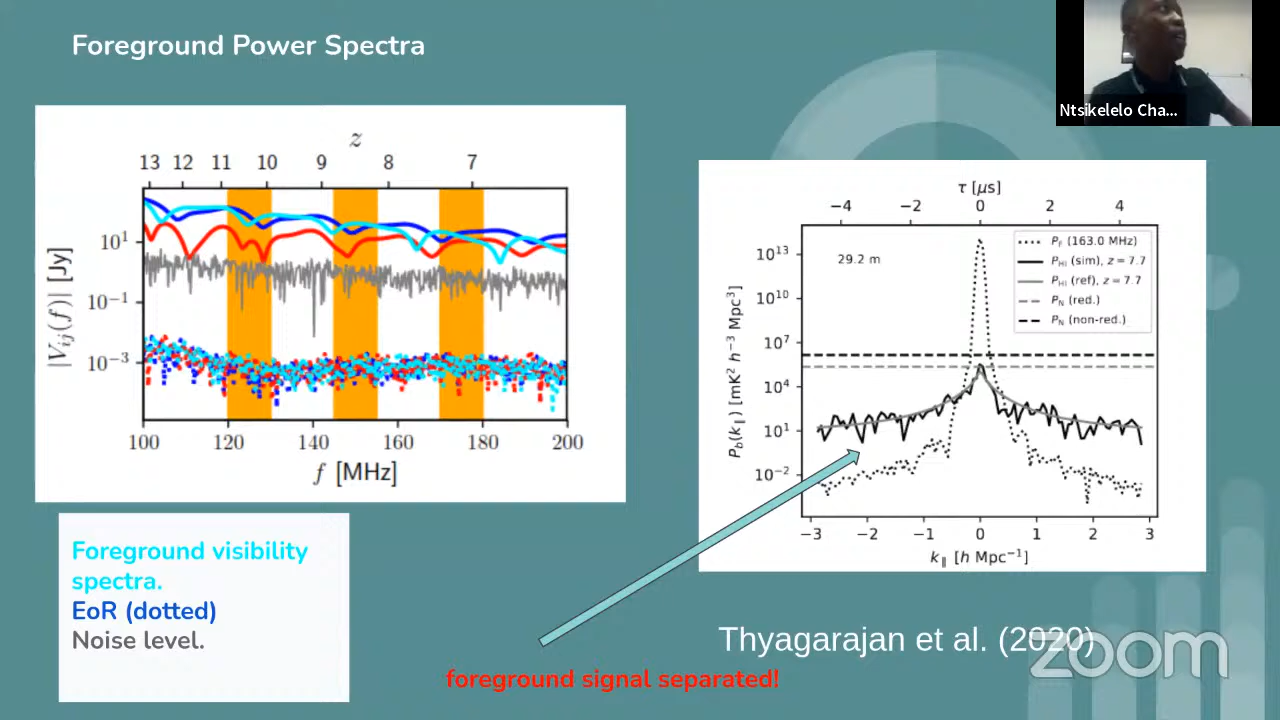 Foreground Power Spectra
Ntsikelelo Cha...
z
13 12 11 10 9 8 7
10¹
10⁻¹
10⁻³
|V_ij(f)| [Jy]
100 120 140 160 180 200
f [MHz]
τ [μs]
−4 −2 0 2 4
10¹³
10¹⁰
10⁷
10⁴
10¹
10⁻²
P_b(k_∥) [mK² h⁻³ Mpc³]
29.2 m
P_F (163.0 MHz)
P_HI (sim), z = 7.7
P_HI (ref), z = 7.7
P_N (red.)
P_N (non-red.)
−3 −2 −1 0 1 2 3
k_∥ [h Mpc⁻¹]
Foreground visibility
spectra.
EoR (dotted)
Noise level.
Thyagarajan et al. (2020)
zoom
foreground signal separated!